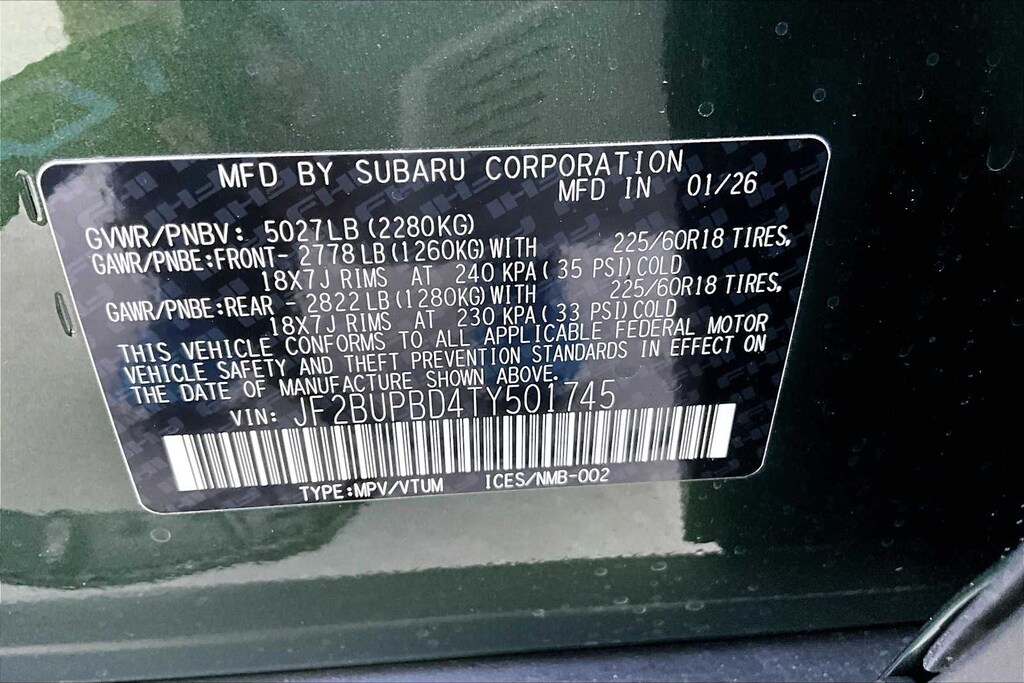 MFD BY SUBARU CORPORATION
MFD IN 01/26
GVWR/PNBV: 5027LB (2280KG)
GAWR/PNBE:FRONT- 2778 LB (1260KG) WITH 225/60R18 TIRES,
18X7J RIMS AT 240 KPA ( 35 PSI) COLD
GAWR/PNBE:REAR - 2822 LB (1280KG) WITH 225/60R18 TIRES,
18X7J RIMS AT 230 KPA ( 33 PSI) COLD
THIS VEHICLE CONFORMS TO ALL APPLICABLE FEDERAL MOTOR
VEHICLE SAFETY AND THEFT PREVENTION STANDARDS IN EFFECT ON
THE DATE OF MANUFACTURE SHOWN ABOVE.
VIN: JF2BUPBD4TY501745
TYPE:MPV/VTUM ICES/NMB-002